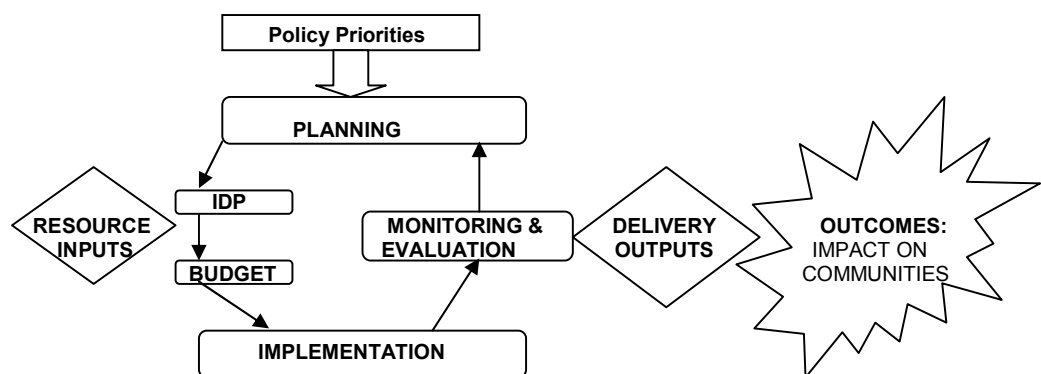 Policy Priorities
PLANNING
IDP
RESOURCE
INPUTS
BUDGET
MONITORING &
EVALUATION
DELIVERY
OUTPUTS
OUTCOMES:
IMPACT ON
COMMUNITIES
IMPLEMENTATION